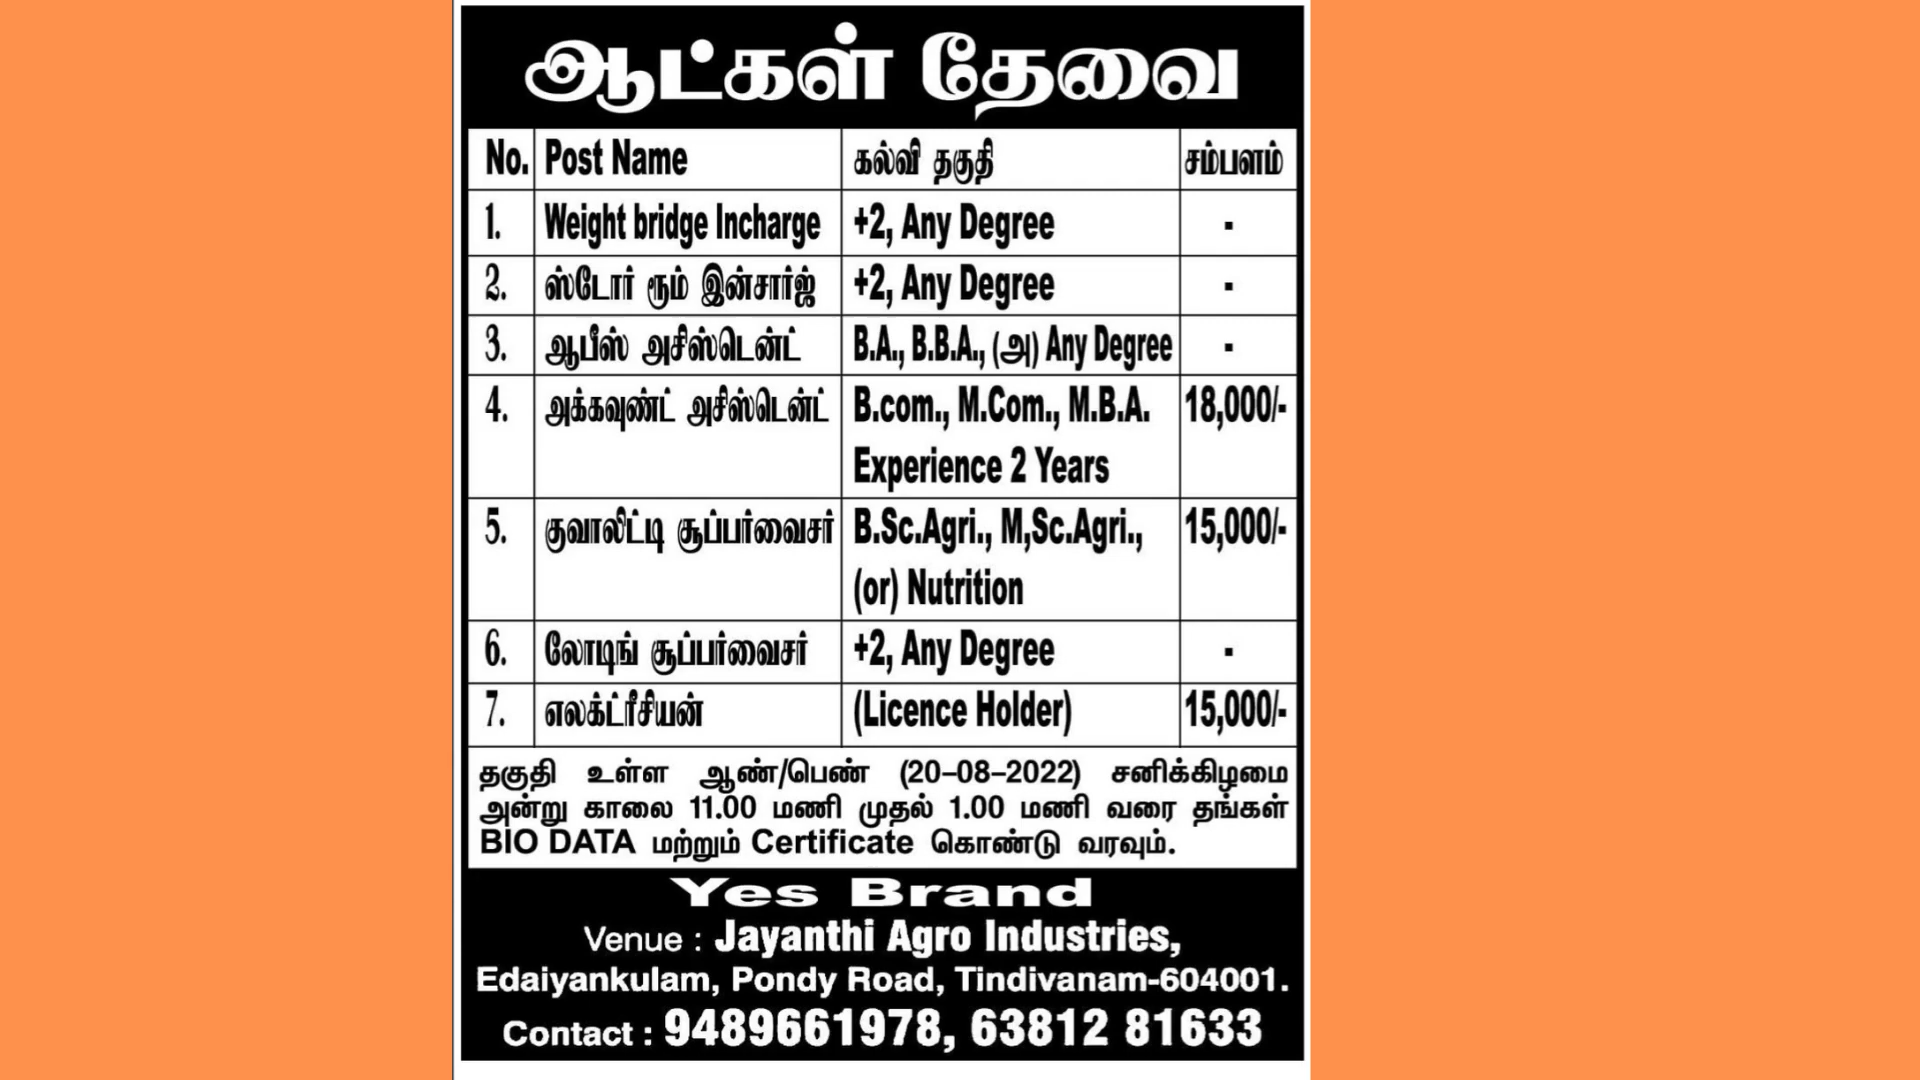 ஆட்கள் தேவை
No. Post Name கல்வி தகுதி சம்பளம்
1. Weight bridge Incharge +2, Any Degree -
2. ஸ்டோர் ரூம் இன்சார்ஜ் +2, Any Degree -
3. ஆபீஸ் அசிஸ்டென்ட் B.A., B.B.A., (அ) Any Degree -
4. அக்கவுண்ட் அசிஸ்டென்ட் B.com., M.Com., M.B.A. 18,000/-
Experience 2 Years
5. குவாலிட்டி சூப்பர்வைசர் B.Sc.Agri., M,Sc.Agri., 15,000/-
(or) Nutrition
6. லோடிங் சூப்பர்வைசர் +2, Any Degree -
7. எலக்ட்ரீசியன் (Licence Holder) 15,000/-
தகுதி உள்ள ஆண்/பெண் (20-08-2022) சனிக்கிழமை
அன்று காலை 11.00 மணி முதல் 1.00 மணி வரை தங்கள்
BIO DATA மற்றும் Certificate கொண்டு வரவும்.
Yes Brand
Venue : Jayanthi Agro Industries,
Edaiyankulam, Pondy Road, Tindivanam-604001.
Contact : 9489661978, 63812 81633